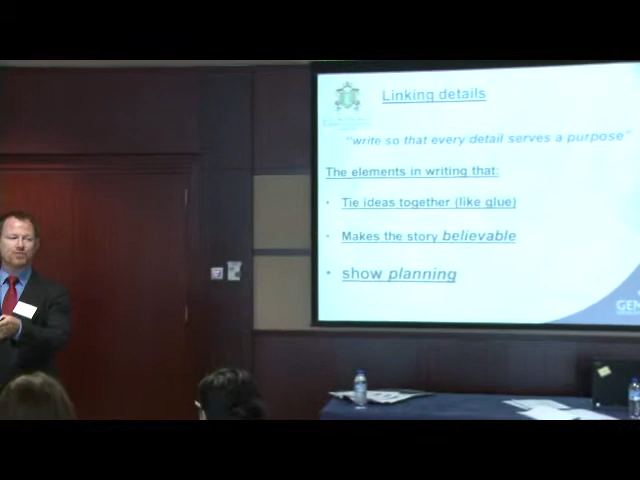 Linking details
"write so that every detail serves a purpose"
The elements in writing that:
• Tie ideas together (like glue)
• Makes the story believable
• show planning
GEN